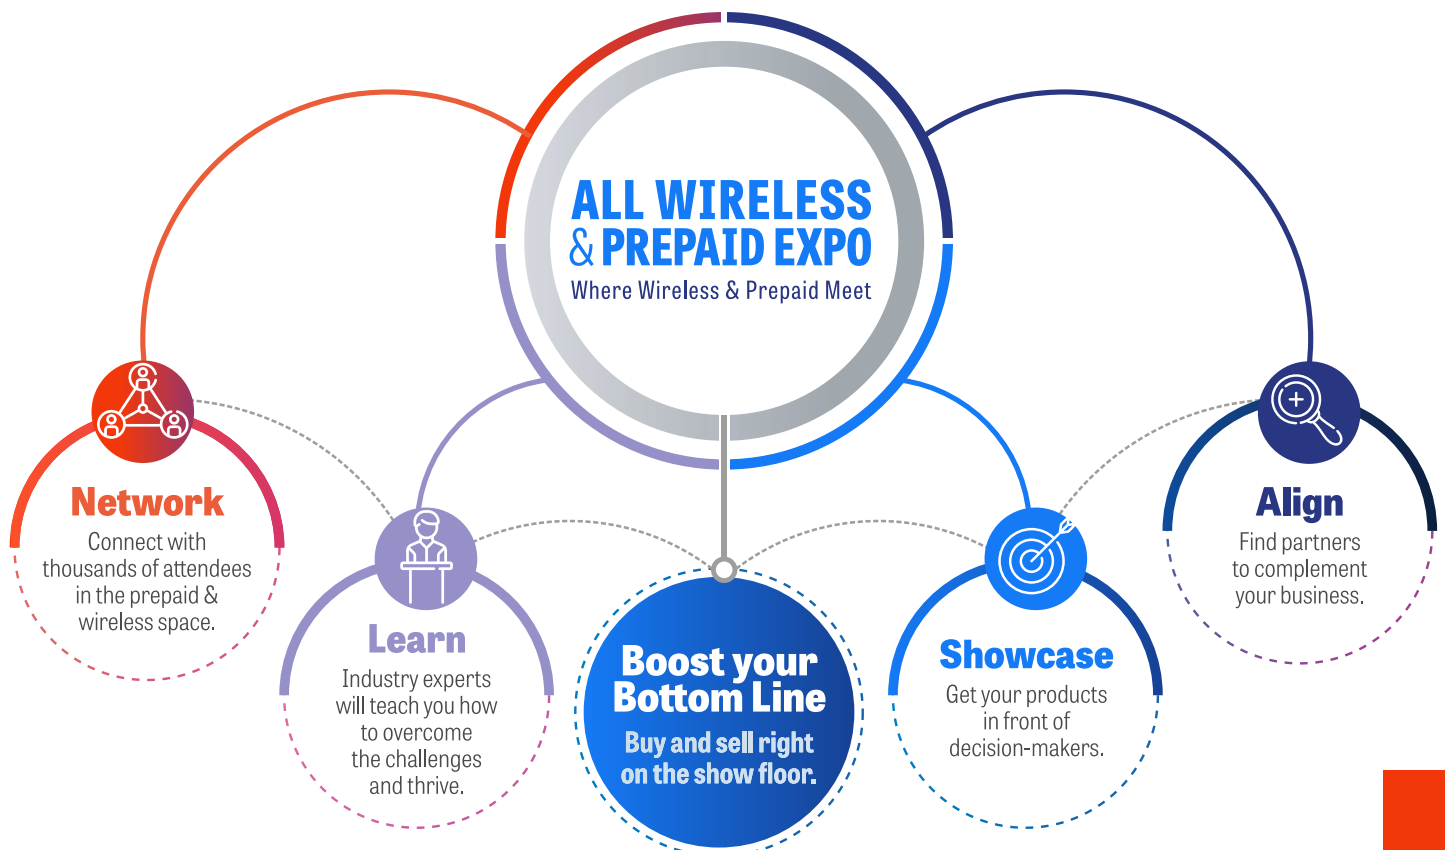 ALL WIRELESS
& PREPAID EXPO
Where Wireless & Prepaid Meet
Network
Connect with
thousands of attendees
in the prepaid &
wireless space.
Learn
Industry experts
will teach you how
to overcome
the challenges
and thrive.
Boost your
Bottom Line
Buy and sell right
on the show floor.
Showcase
Get your products
in front of
decision-makers.
Align
Find partners
to complement
your business.